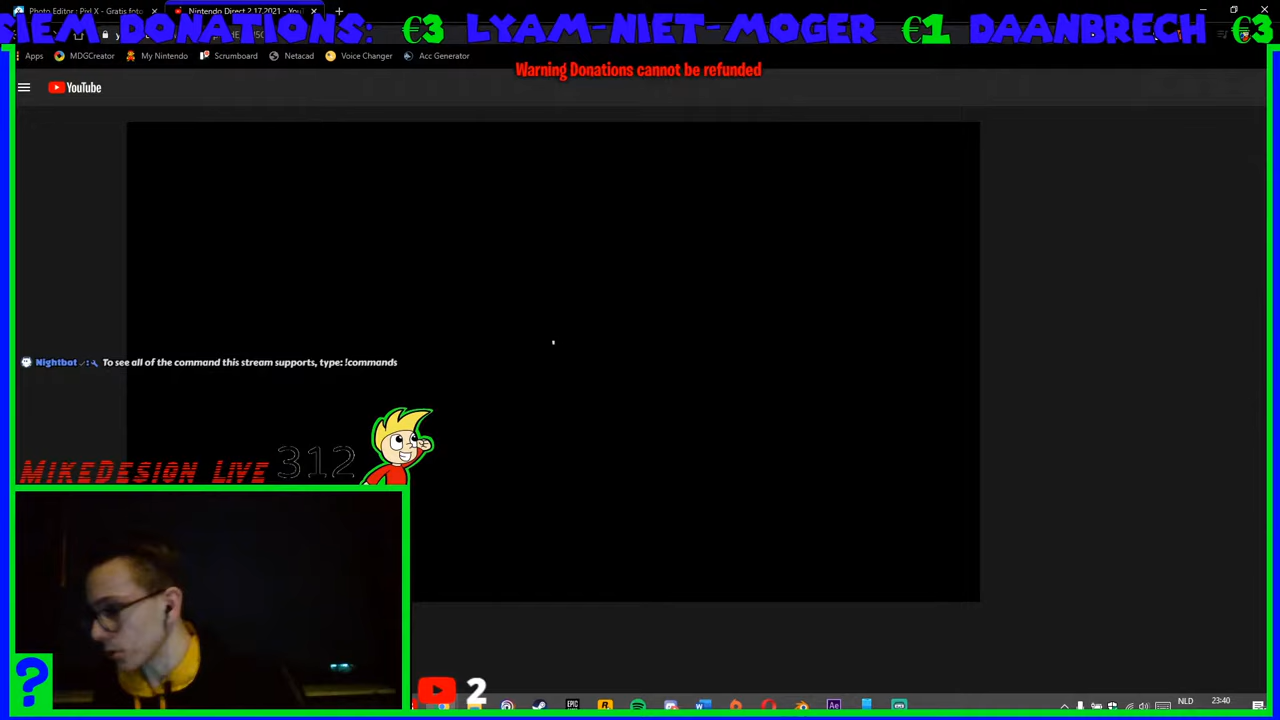 Photo Editor : Pixl X - Gratis foto
Nintendo Direct 2.17.2021 - You
SIEM DONATIONS: €3 LYAM-NIET-MOGER €1 DAANBRECH €3
Apps MDGCreator My Nintendo Scrumboard Netacad Voice Changer Acc Generator
Warning Donations cannot be refunded
YouTube
Nightbot : To see all of the command this stream supports, type: !commands
MikeDesign Live 312
?
2
NLD 23:40